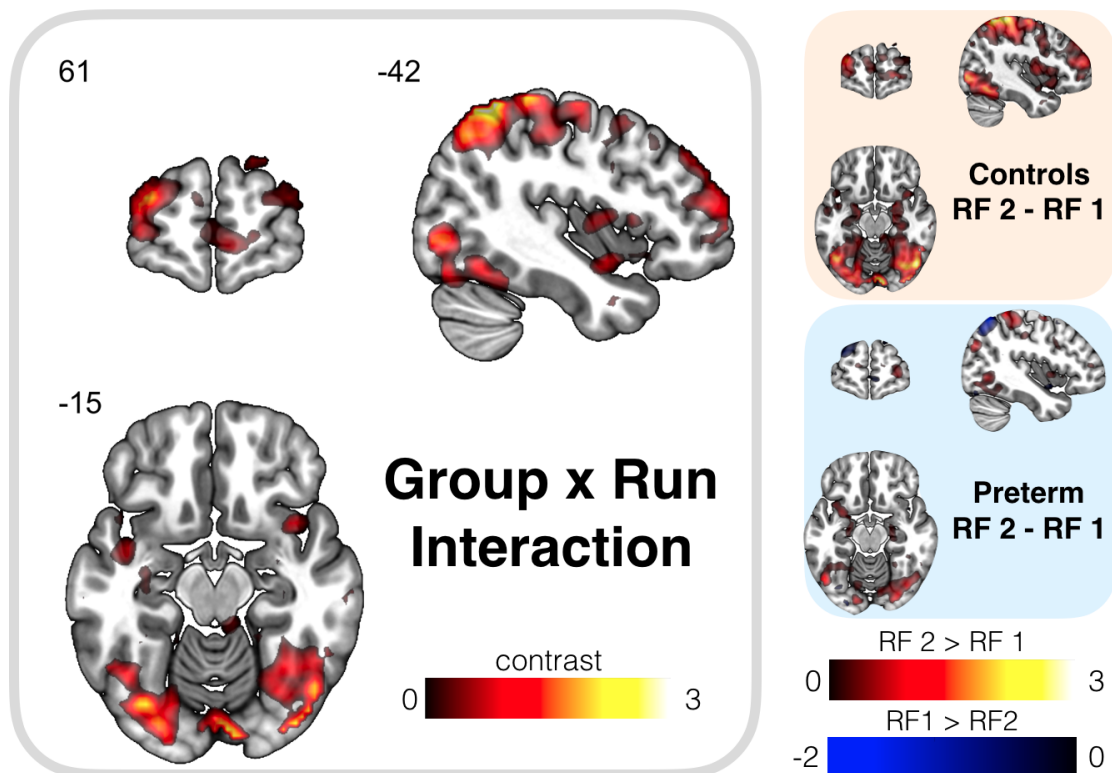 61
-42
-15
Group x Run
Interaction
contrast
0 3
Controls
RF 2 - RF 1
Preterm
RF 2 - RF 1
RF 2 > RF 1
0 3
RF1 > RF2
-2 0